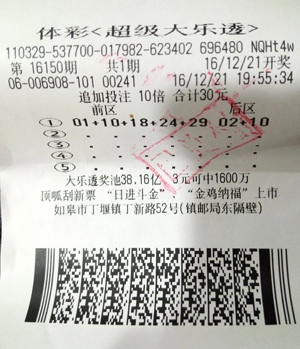 体彩<超级大乐透>
110329-537700-017982-623402 696480 NQHt4w
第 16150期 共1期 16/12/21开奖
06-006908-101 00241 16/12/21 19:55:34
追加投注 10倍 合计30元
前区 后区
① 01+10+18+24+29 02+10
②
③
④
⑤
大乐透奖池38.16亿 3元可中1600万
顶呱刮新票 “日进斗金”、“金鸡纳福”上市
如皋市丁堰镇丁新路52号(镇邮局东隔壁)